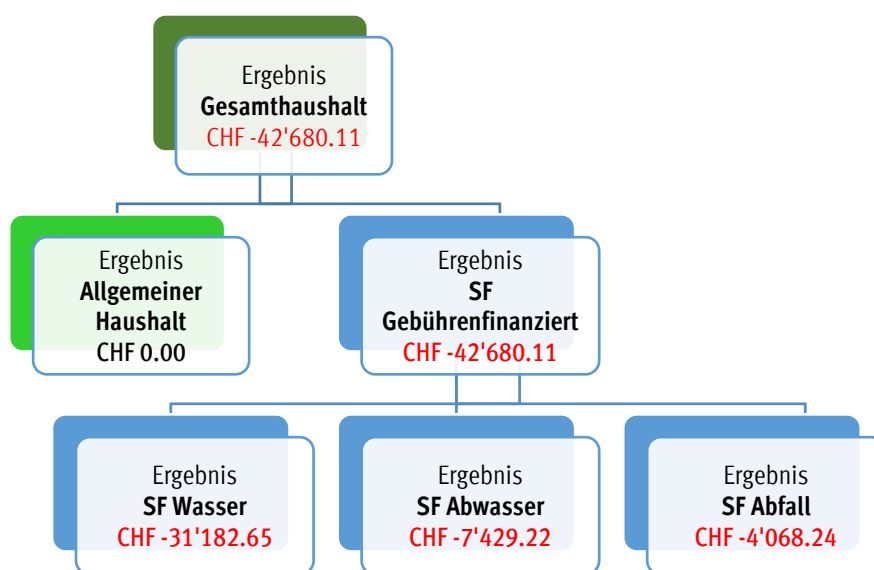 Ergebnis
Gesamthaushalt
CHF -42'680.11
Ergebnis
Allgemeiner
Haushalt
CHF 0.00
Ergebnis
SF
Gebührenfinanziert
CHF -42'680.11
Ergebnis
SF Wasser
CHF -31'182.65
Ergebnis
SF Abwasser
CHF -7'429.22
Ergebnis
SF Abfall
CHF -4'068.24